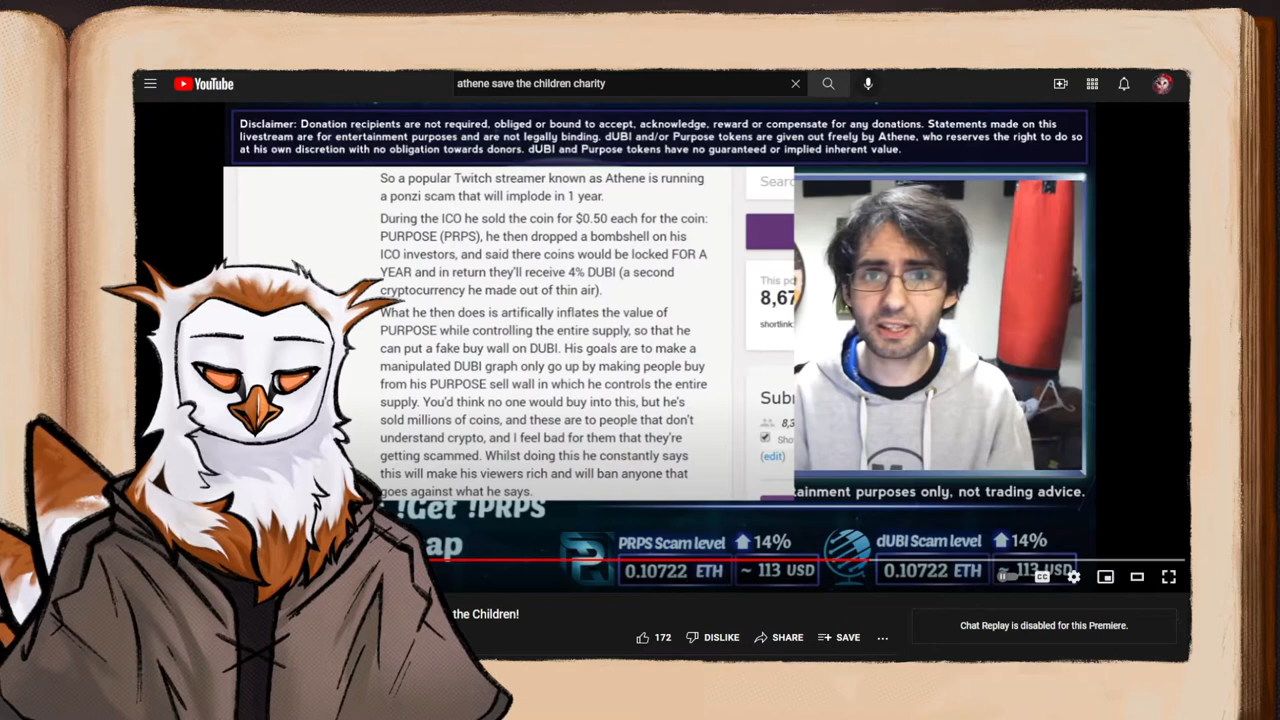 YouTube
athene save the children charity
Disclaimer: Donation recipients are not required, obliged or bound to accept, acknowledge, reward or compensate for any donations. Statements made on this
livestream are for entertainment purposes and are not legally binding. dUBI and/or Purpose tokens are given out freely by Athene, who reserves the right to do so
at his own discretion with no obligation towards donors. dUBI and Purpose tokens have no guaranteed or implied inherent value.
So a popular Twitch streamer known as Athene is running
a ponzi scam that will implode in 1 year.
During the ICO he sold the coin for $0.50 each for the coin:
PURPOSE (PRPS), he then dropped a bombshell on his
ICO investors, and said there coins would be locked FOR A
YEAR and in return they'll receive 4% DUBI (a second
cryptocurrency he made out of thin air).
What he then does is artifically inflates the value of
PURPOSE while controlling the entire supply, so that he
can put a fake buy wall on DUBI. His goals are to make a
manipulated DUBI graph only go up by making people buy
from his PURPOSE sell wall in which he controls the entire
supply. You'd think no one would buy into this, but he's
sold millions of coins, and these are to people that don't
understand crypto, and I feel bad for them that they're
getting scammed. Whilst doing this he constantly says
this will make his viewers rich and will ban anyone that
goes against what he says.
Sear
This po
8,67
shortlink:
Subr
8,3
Sho
(edit)
tainment purposes only, not trading advice.
!Get !PRPS
ap
PRPS Scam level 14%
0.10722 ETH ~ 113 USD
dUBI Scam level 14%
0.10722 ETH ~ 113 USD
CC
the Children!
172 DISLIKE SHARE SAVE
Chat Replay is disabled for this Premiere.